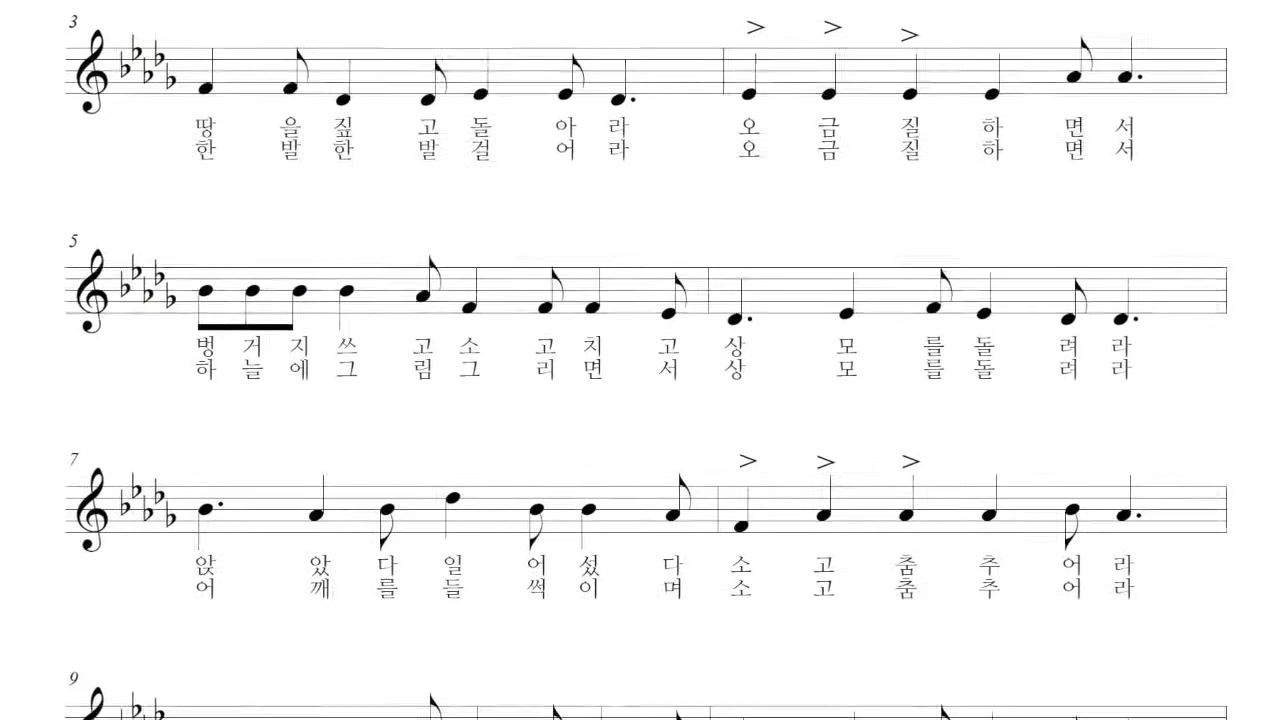 3
땅 을 짚 고 돌 아 라 오 금 질 하 면 서
한 발 한 발 걸 어 라 오 금 질 하 면 서
5
벙 거 지 쓰 고 소 고 치 고 상 모 를 돌 려 라
하 늘 에 그 림 그 리 면 서 상 모 를 돌 려 라
7
앉 았 다 일 어 섰 다 소 고 춤 추 어 라
어 깨 를 들 썩 이 며 소 고 춤 추 어 라
9